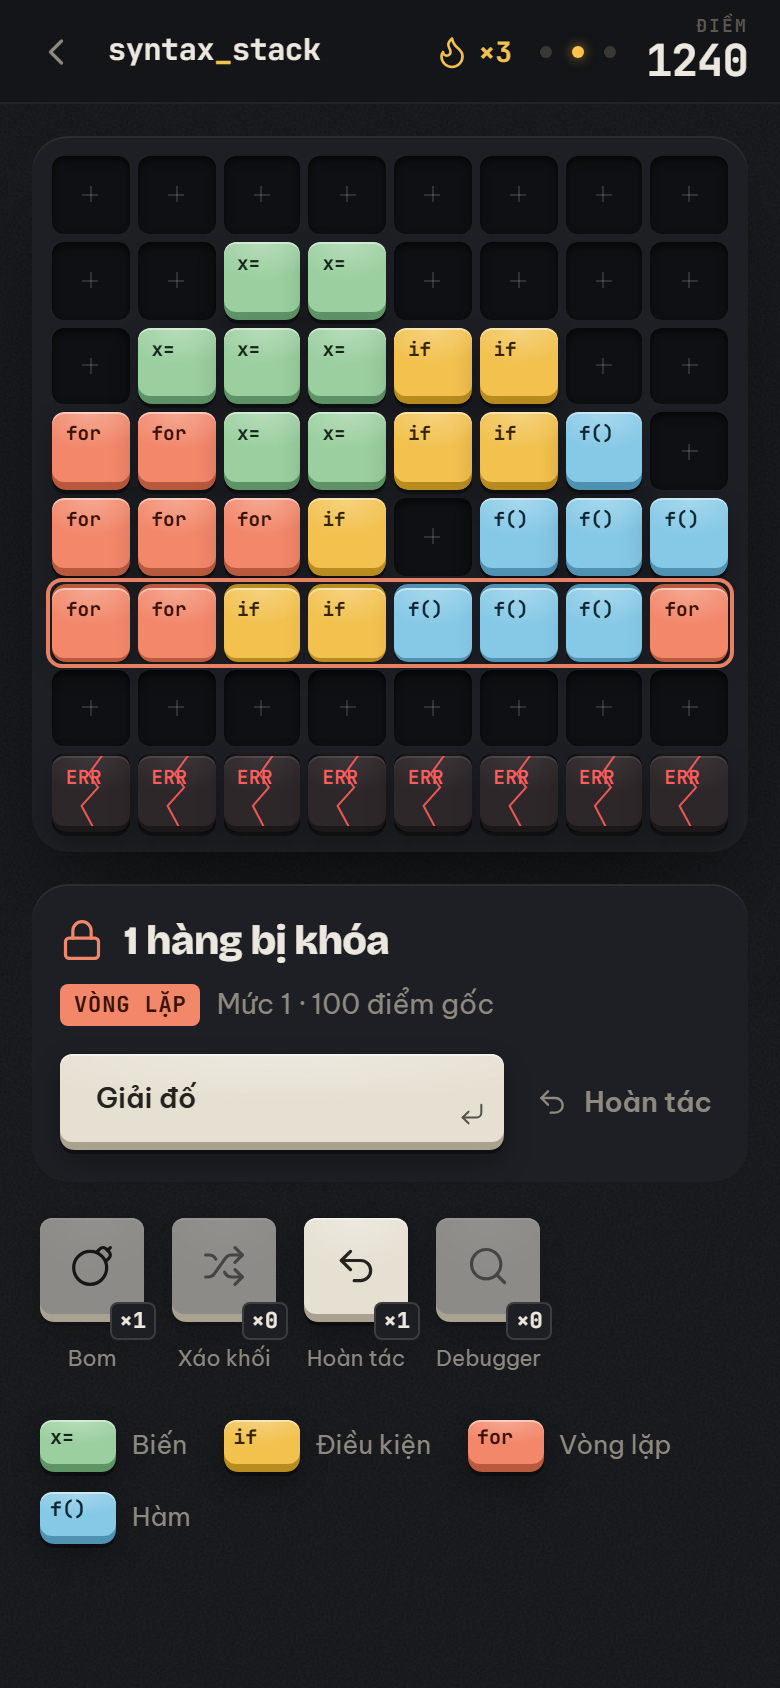 ĐIỂM
syntax_stack ×3 1240
x= x=
x= x= x= if if
for for x= x= if if f()
for for for if f() f() f()
for for if if f() f() f() for
ERR ERR ERR ERR ERR ERR ERR ERR
1 hàng bị khóa
VÒNG LẶP Mức 1 · 100 điểm gốc
Giải đố Hoàn tác
×1 ×0 ×1 ×0
Bom Xáo khối Hoàn tác Debugger
x= Biến if Điều kiện for Vòng lặp
f() Hàm